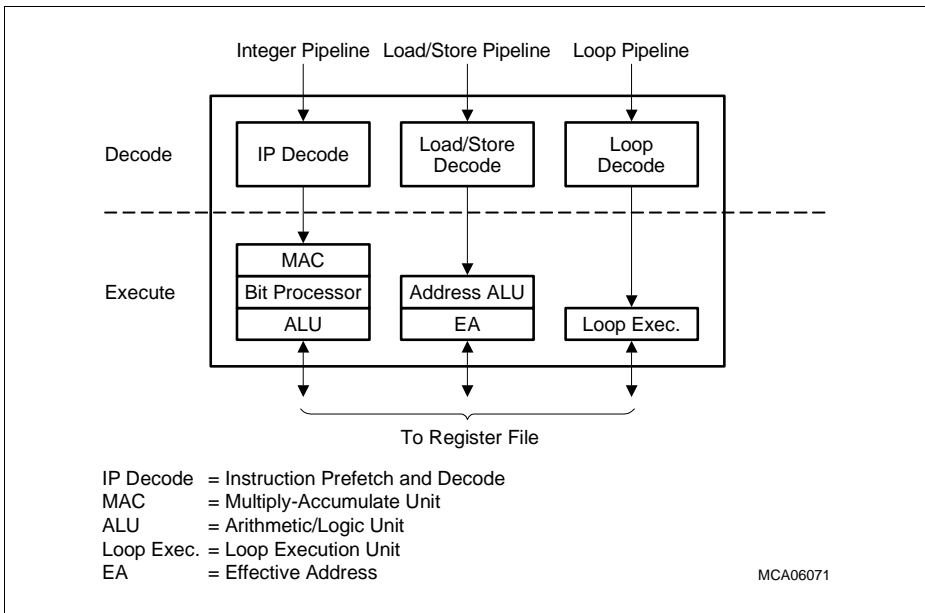 Integer Pipeline Load/Store Pipeline Loop Pipeline
Decode
IP Decode
Load/Store
Decode
Loop
Decode
Execute
MAC
Bit Processor
ALU
Address ALU
EA
Loop Exec.
To Register File
IP Decode = Instruction Prefetch and Decode
MAC = Multiply-Accumulate Unit
ALU = Arithmetic/Logic Unit
Loop Exec. = Loop Execution Unit
EA = Effective Address
MCA06071